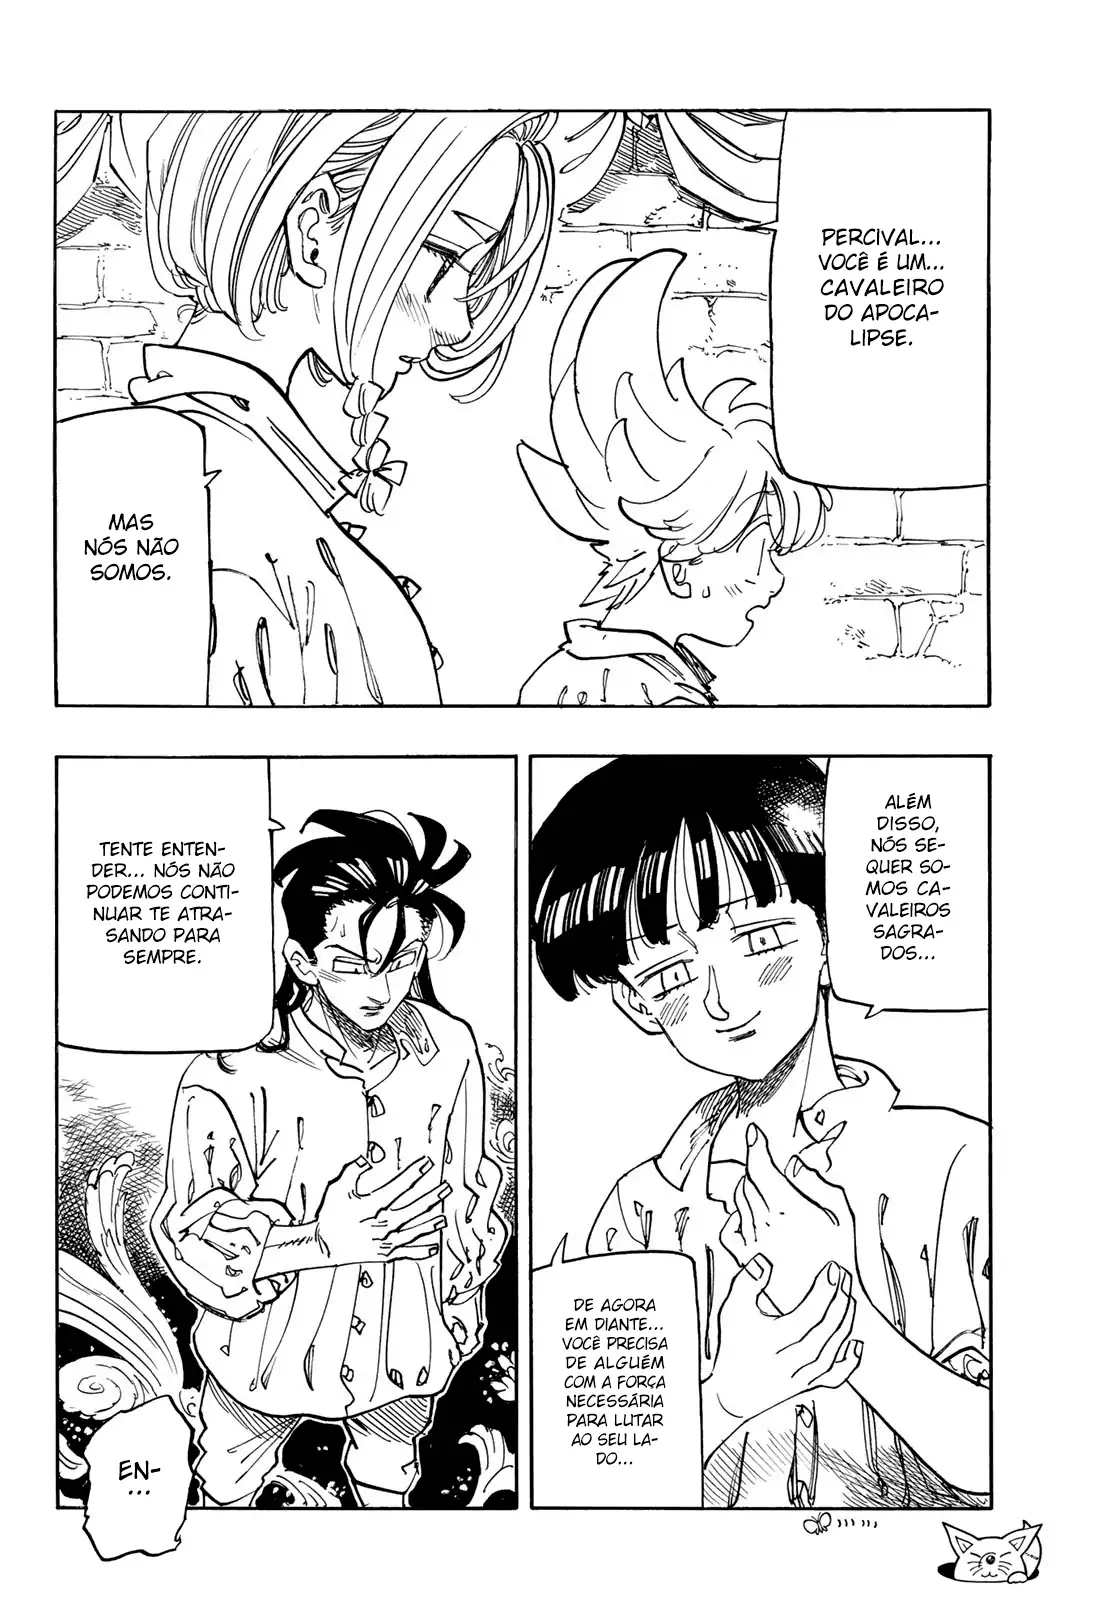 PERCIVAL...
VOCÊ É UM...
CAVALEIRO
DO APOCA-
LIPSE.
MAS
NÓS NÃO
SOMOS.
ALÉM
DISSO,
NÓS SE-
QUER SO-
MOS CA-
VALEIROS
SAGRA-
DOS...
DE AGORA
EM DIANTE...
VOCÊ PRECISA
DE ALGUÉM
COM A FORÇA
NECESSÁRIA
PARA LUTAR
AO SEU LA-
DO...
TENTE ENTEN-
DER... NÓS NÃO
PODEMOS CONTI-
NUAR TE ATRA-
SANDO PARA
SEMPRE.
EN-
...